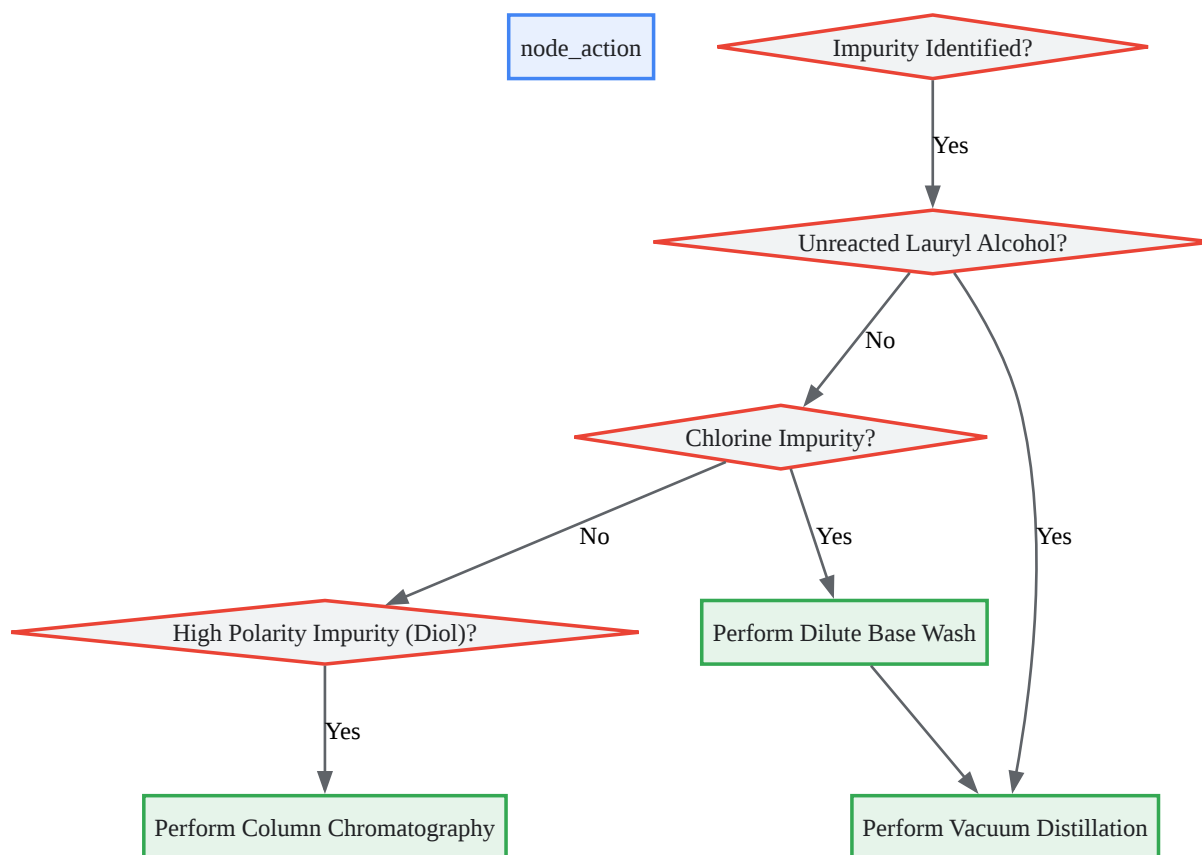 node_action
Impurity Identified?
Yes
Unreacted Lauryl Alcohol?
No
Chlorine Impurity?
No
Yes
Yes
High Polarity Impurity (Diol)?
Perform Dilute Base Wash
Yes
Perform Column Chromatography
Perform Vacuum Distillation